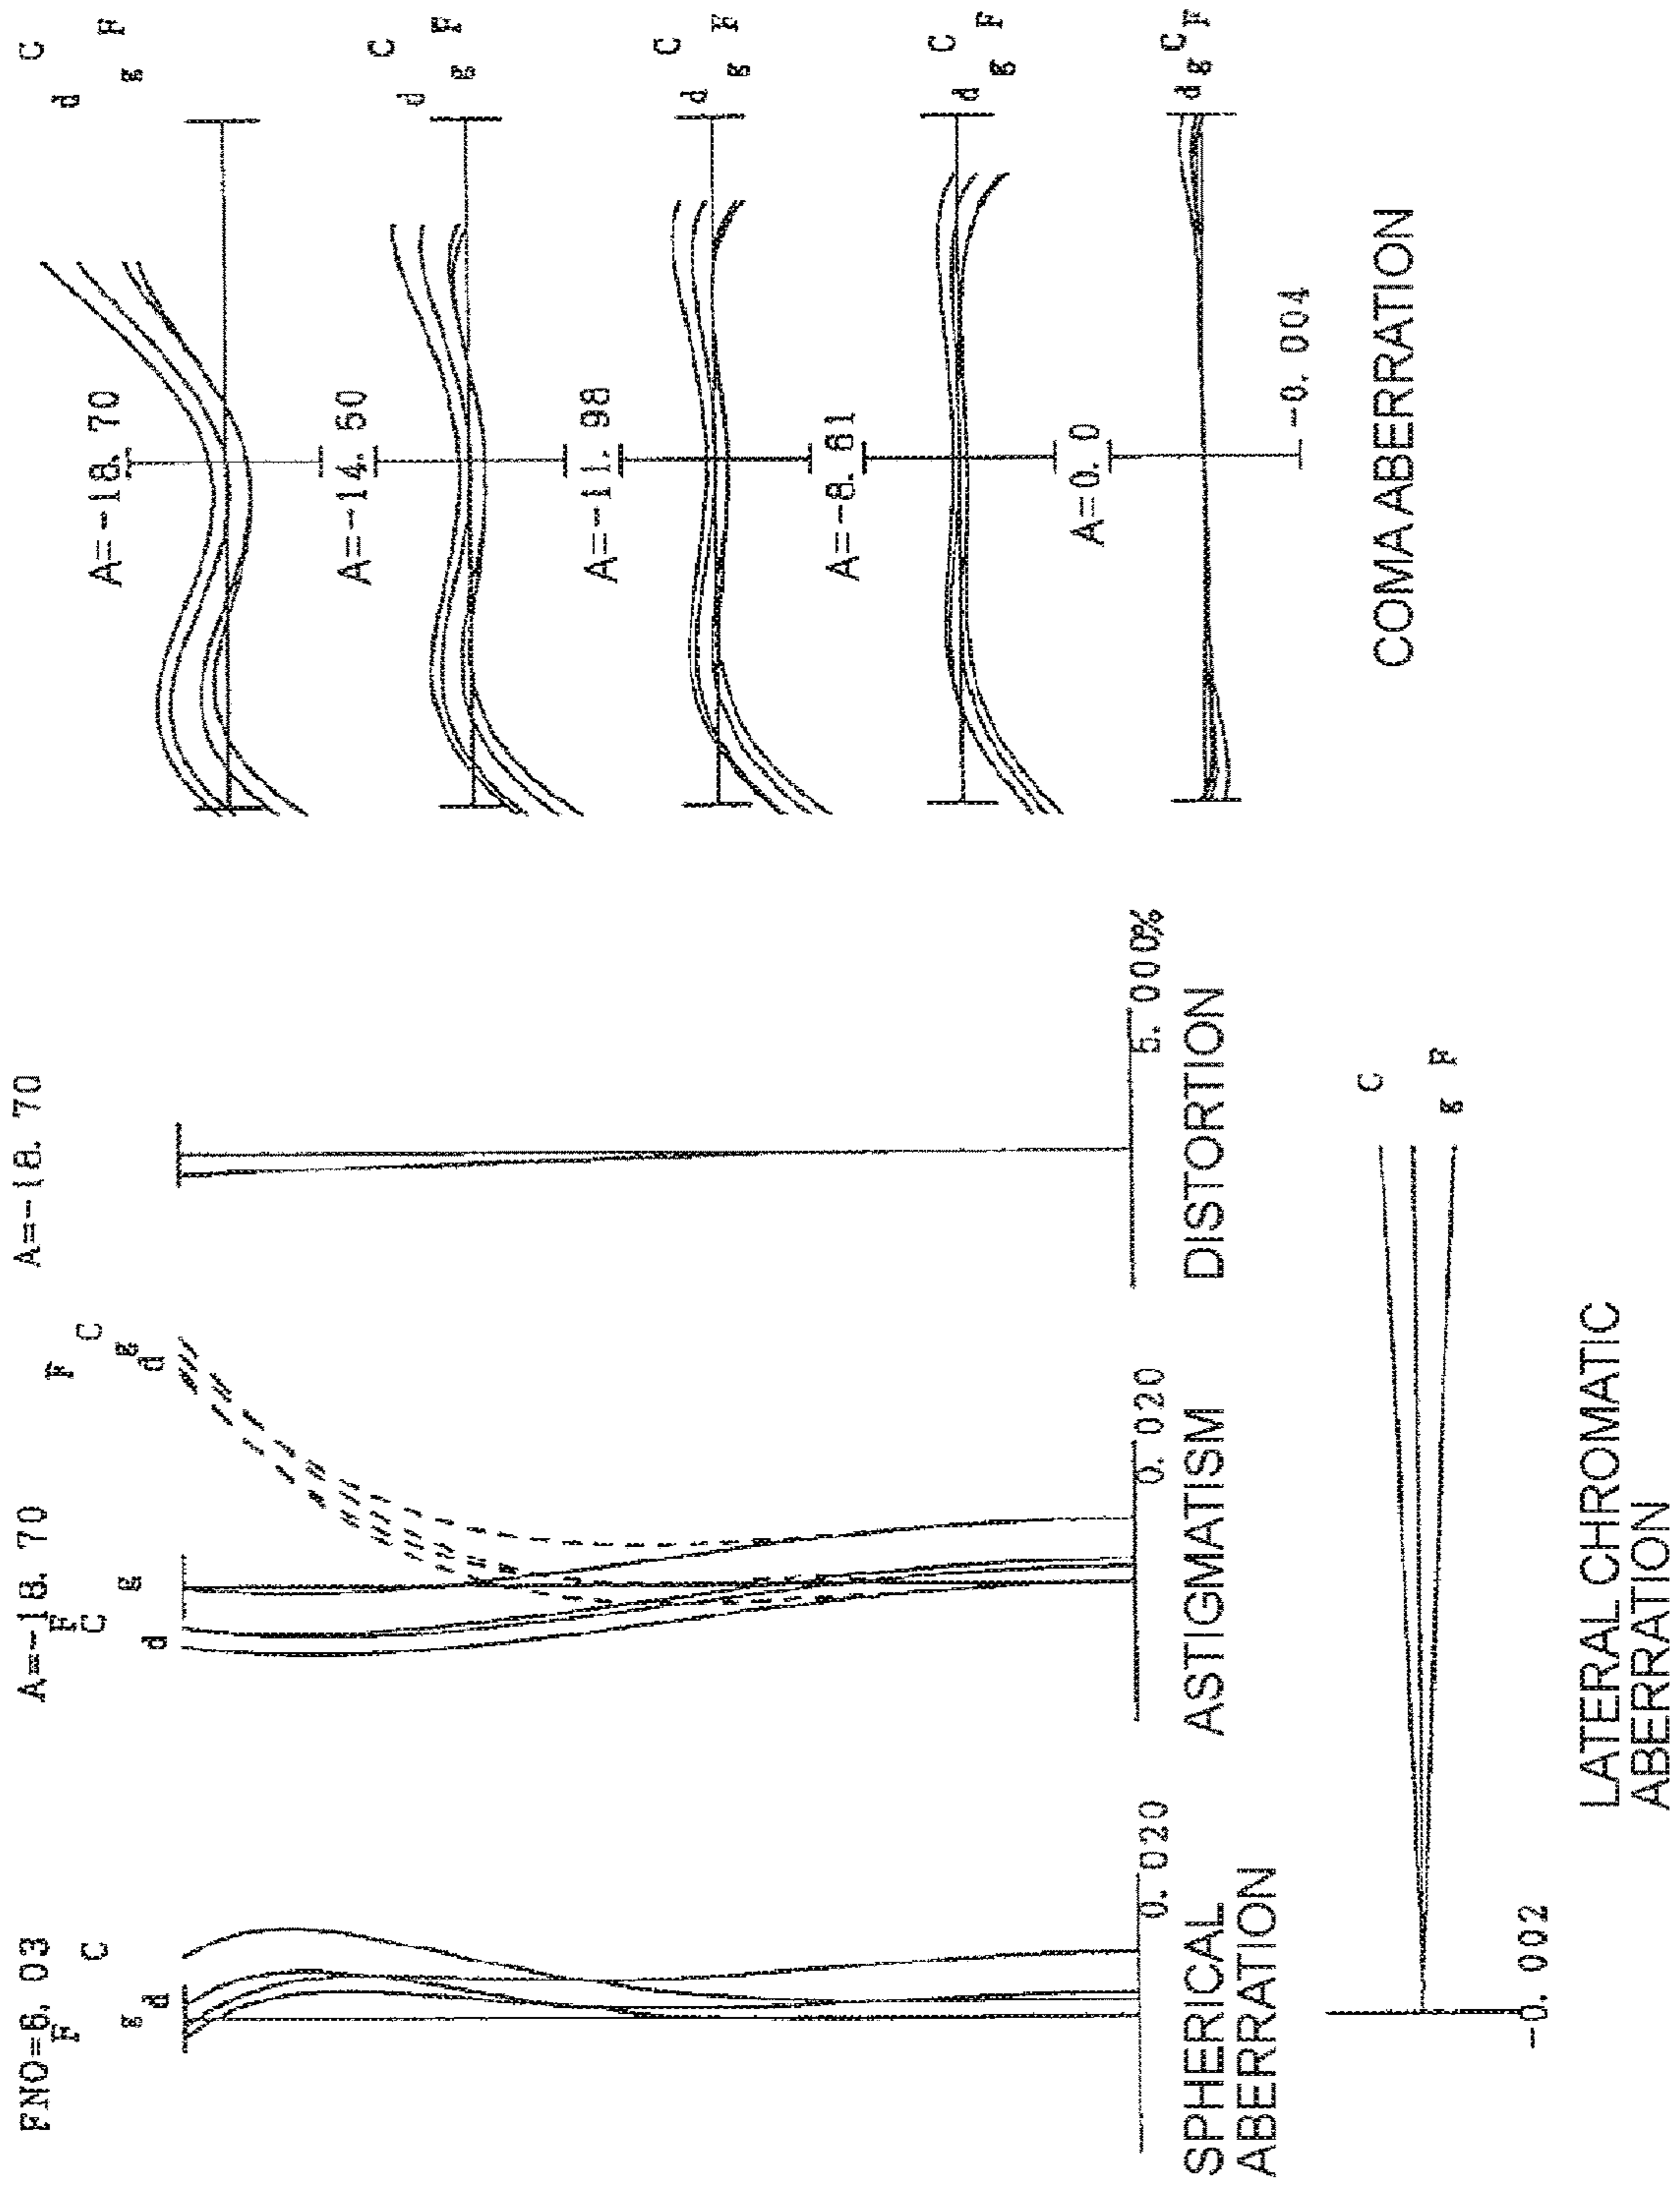 FNO=6. 03
F
C
g
d
0. 020
SPHERICAL
ABERRATION
A=-18. 70
F
C
g
d
F
C
g
d
0. 020
ASTIGMATISM
A=-18. 70
5. 000%
DISTORTION
C
F
g
-0. 002
LATERAL CHROMATIC
ABERRATION
A=-18. 70
C
d
F
g
A=-14. 50
C
d
F
g
A=-11. 98
C
d
F
g
A=-8. 61
C
d
F
g
A=0. 0
C
F
d
g
-0. 004
COMA ABERRATION